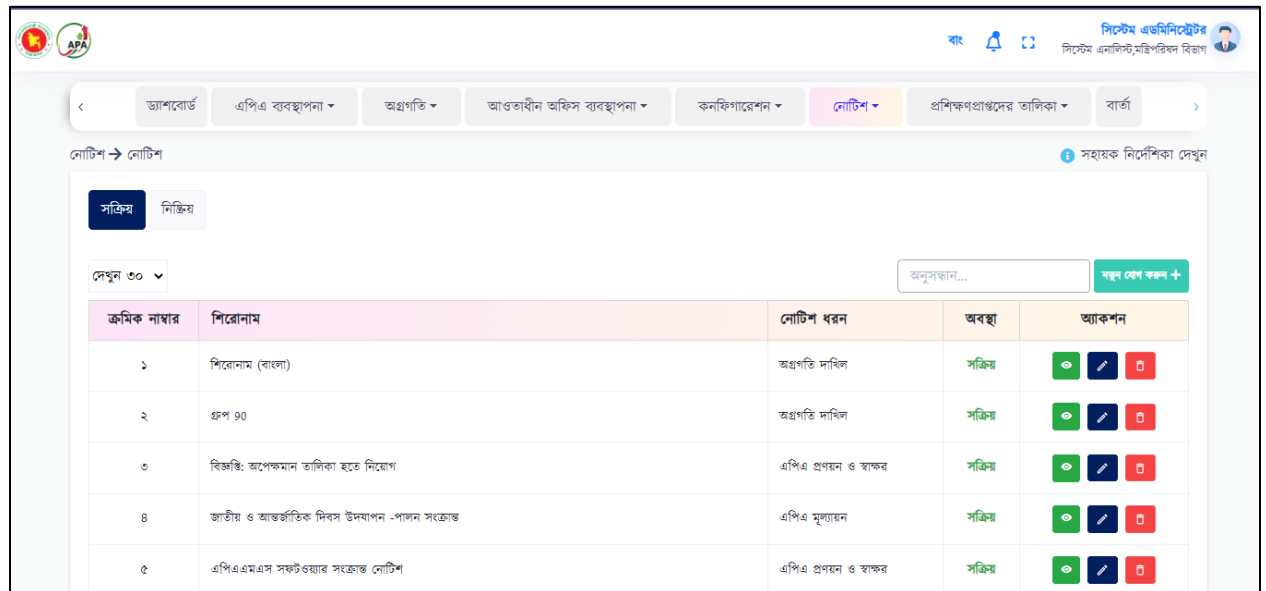 APA
বাং
সিস্টেম এডমিনিস্ট্রেটর
সিস্টেম এনালিস্ট,মন্ত্রিপরিষদ বিভাগ
ড্যাশবোর্ড এপিএ ব্যবস্থাপনা অগ্রগতি আওতাধীন অফিস ব্যবস্থাপনা কনফিগারেশন নোটিশ প্রশিক্ষণপ্রাপ্তদের তালিকা বার্তা
নোটিশ → নোটিশ
সহায়ক নির্দেশিকা দেখুন
সক্রিয় নিষ্ক্রিয়
দেখুন ৩০ অনুসন্ধান... নতুন যোগ করুন +
ক্রমিক নাম্বার শিরোনাম নোটিশ ধরন অবস্থা অ্যাকশন
১ শিরোনাম (বাংলা) অগ্রগতি দাখিল সক্রিয়
২ গ্রুপ 90 অগ্রগতি দাখিল সক্রিয়
৩ বিজ্ঞপ্তি: অপেক্ষমান তালিকা হতে নিয়োগ এপিএ প্রণয়ন ও স্বাক্ষর সক্রিয়
৪ জাতীয় ও আন্তর্জাতিক দিবস উদযাপন -পালন সংক্রান্ত এপিএ মূল্যায়ন সক্রিয়
৫ এপিএএমএস সফটওয়্যার সংক্রান্ত নোটিশ এপিএ প্রণয়ন ও স্বাক্ষর সক্রিয়